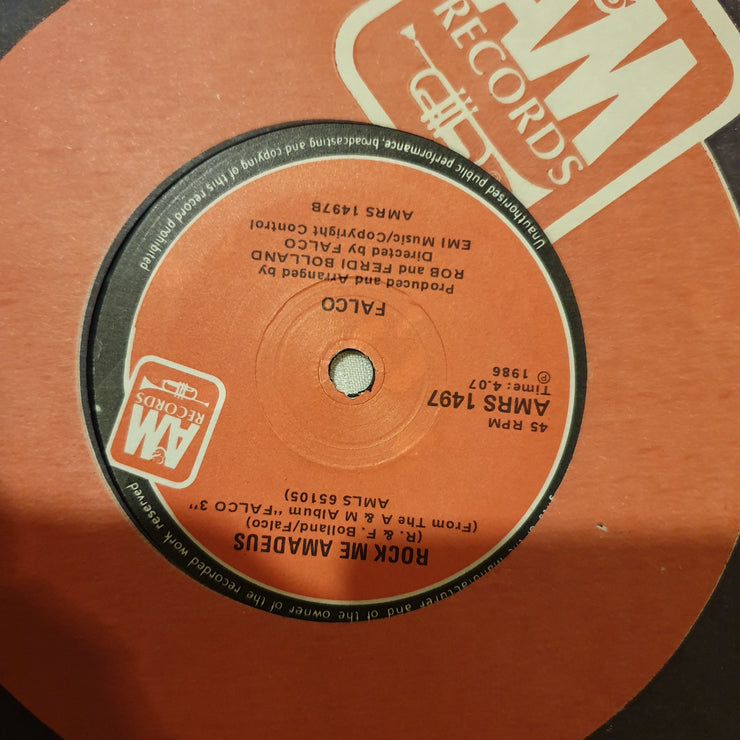 AM
RECORDS
ROCK ME AMADEUS
(R. & F. Bolland/Falco)
(From The A & M Album "FALCO 3"
AMLS 65105)
AM
RECORDS
45 RPM
AMRS 1497
Time: 4.07
℗ 1986
FALCO
Produced and Arranged by
ROB and FERDI BOLLAND
Directed by FALCO
EMI Music/Copyright Control
AMRS 1497B
manufacturer and of the owner of the recorded work reserved
Unauthorised public performance, broadcasting and copying of this record prohibited